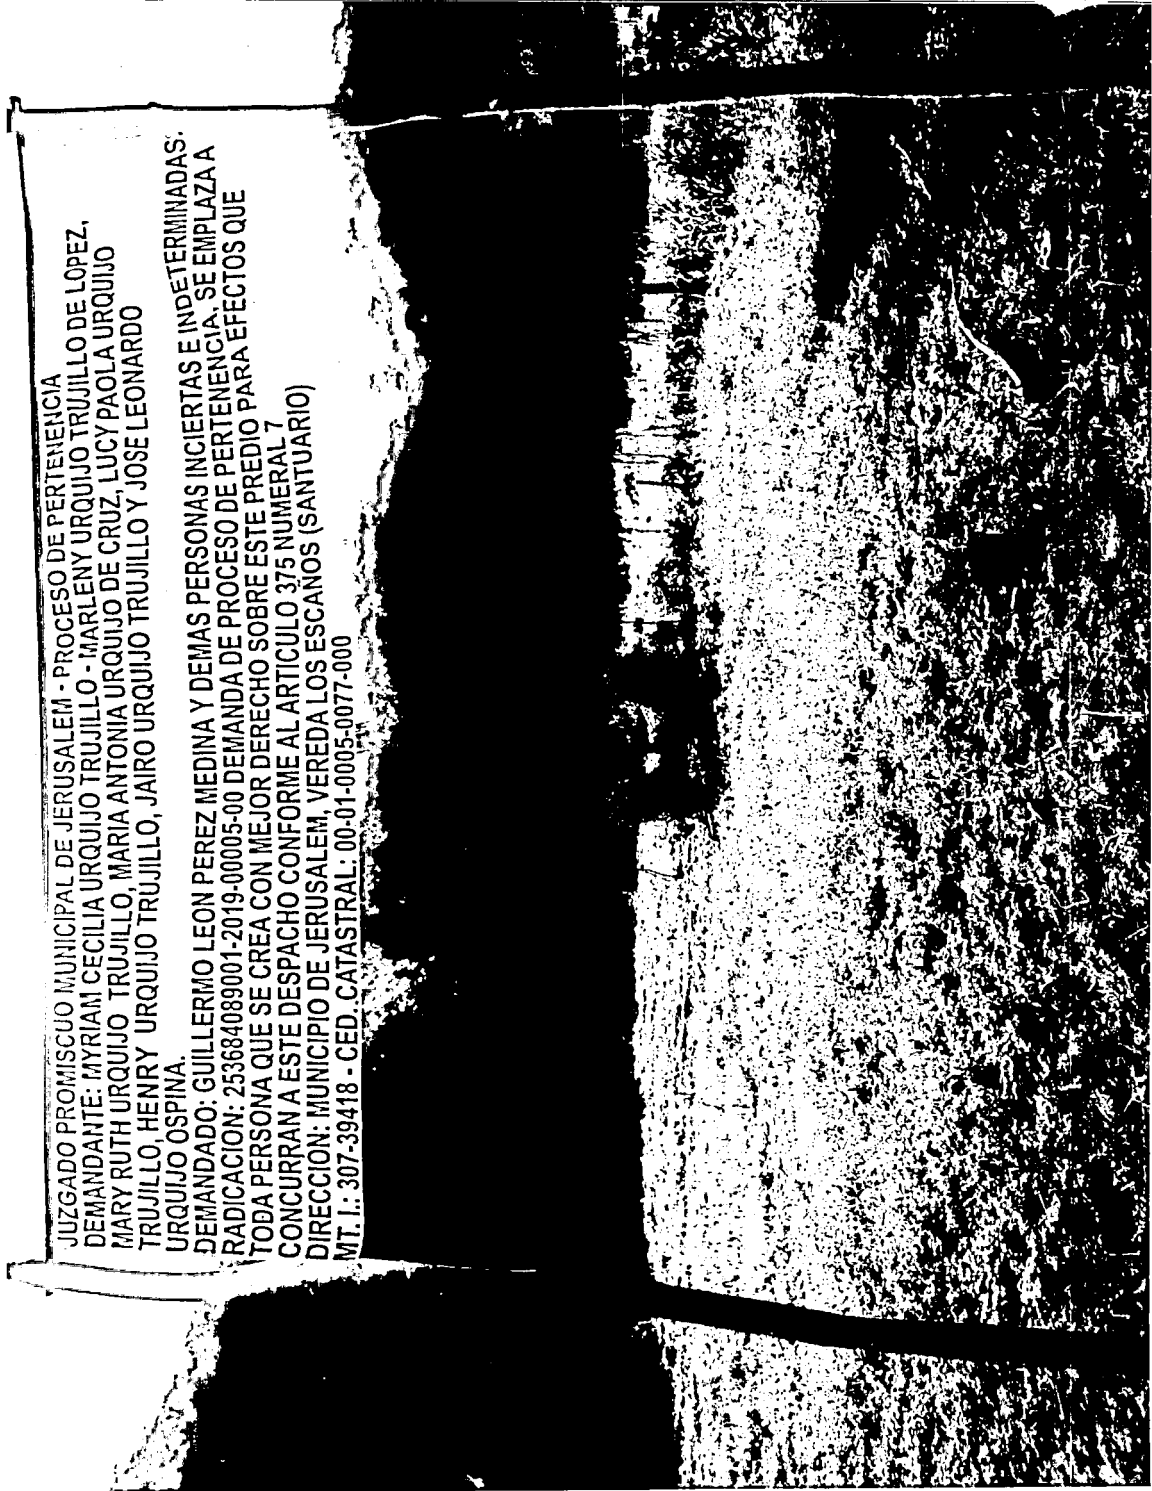 JUZGADO PROMISCUO MUNICIPAL DE JERUSALEM - PROCESO DE PERTENENCIA
DEMANDANTE: MYRIAM CECILIA URQUIJO TRUJILLO - MARLENY URQUIJO TRUJILLO DE LOPEZ,
MARY RUTH URQUIJO TRUJILLO, MARIA ANTONIA URQUIJO DE CRUZ, LUCY PAOLA URQUIJO
TRUJILLO, HENRY URQUIJO TRUJILLO, JAIRO URQUIJO TRUJILLO Y JOSE LEONARDO
URQUIJO OSPINA.
DEMANDADO: GUILLERMO LEON PEREZ MEDINA Y DEMAS PERSONAS INCIERTAS E INDETERMINADAS.
RADICACION: 253684089001-2019-00005-00 DEMANDA DE PROCESO DE PERTENENCIA, SE EMPLAZA A
TODA PERSONA QUE SE CREA CON MEJOR DERECHO SOBRE ESTE PREDIO PARA EFECTOS QUE
CONCURRAN A ESTE DESPACHO CONFORME AL ARTICULO 375 NUMERAL 7
DIRECCION: MUNICIPIO DE JERUSALEM, VEREDA LOS ESCAÑOS (SANTUARIO)
MT. I.: 307-39418 - CED. CATASTRAL: 00-01-0005-0077-000